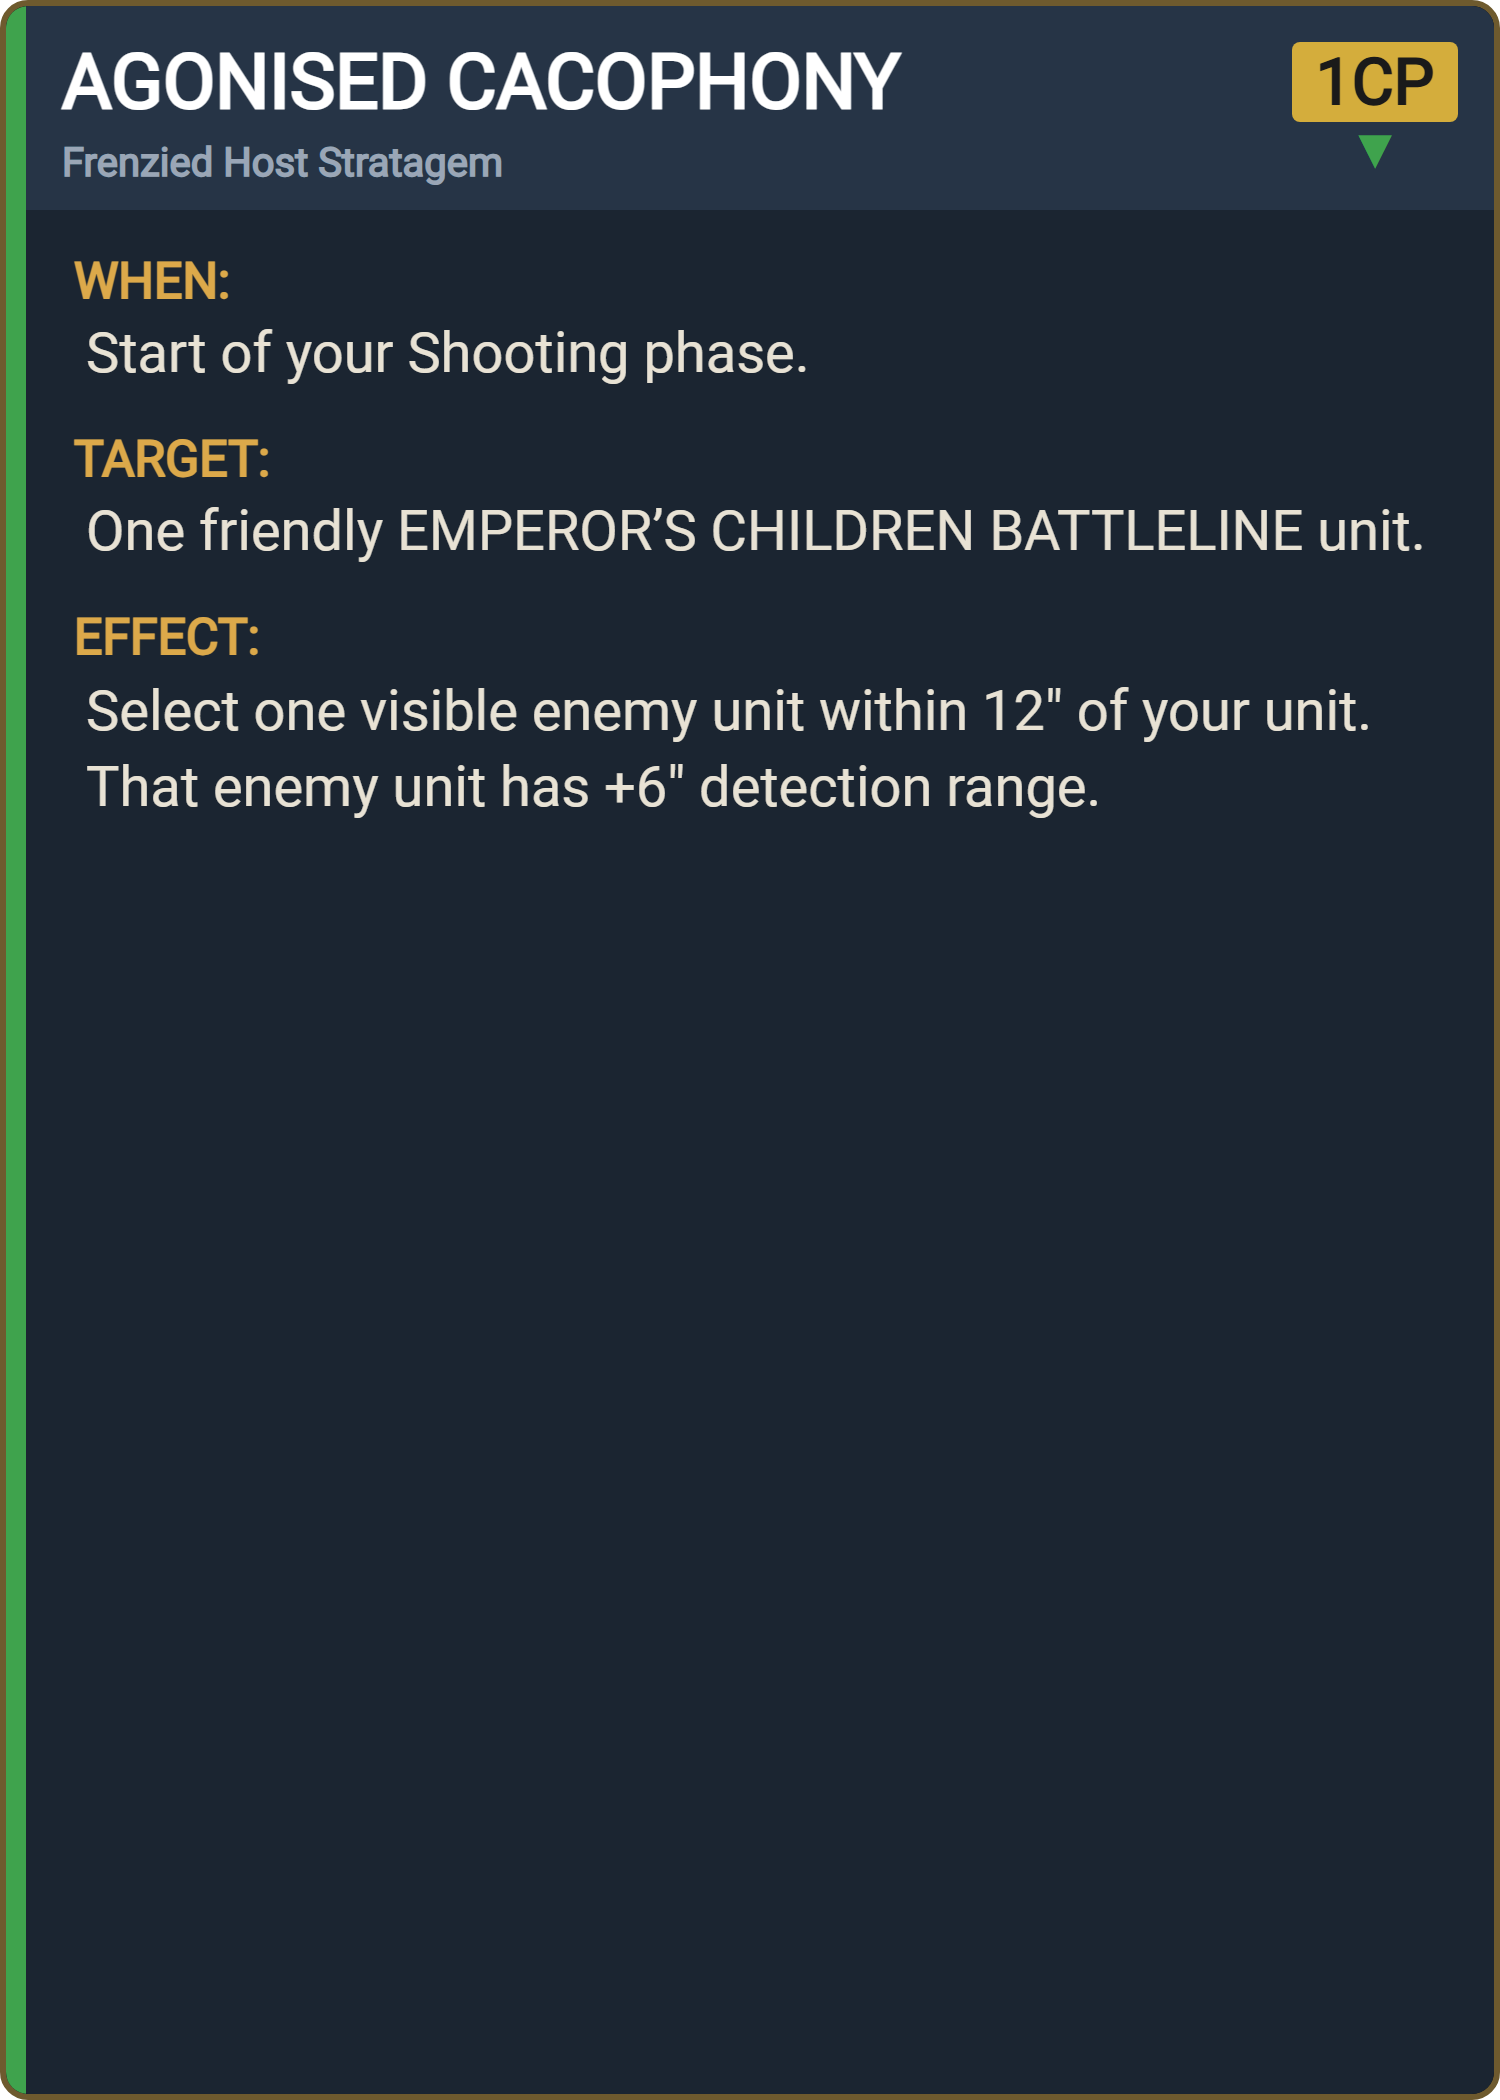 AGONISED CACOPHONY
1CP
Frenzied Host Stratagem
WHEN:
Start of your Shooting phase.
TARGET:
One friendly EMPEROR’S CHILDREN BATTLELINE unit.
EFFECT:
Select one visible enemy unit within 12" of your unit.
That enemy unit has +6" detection range.